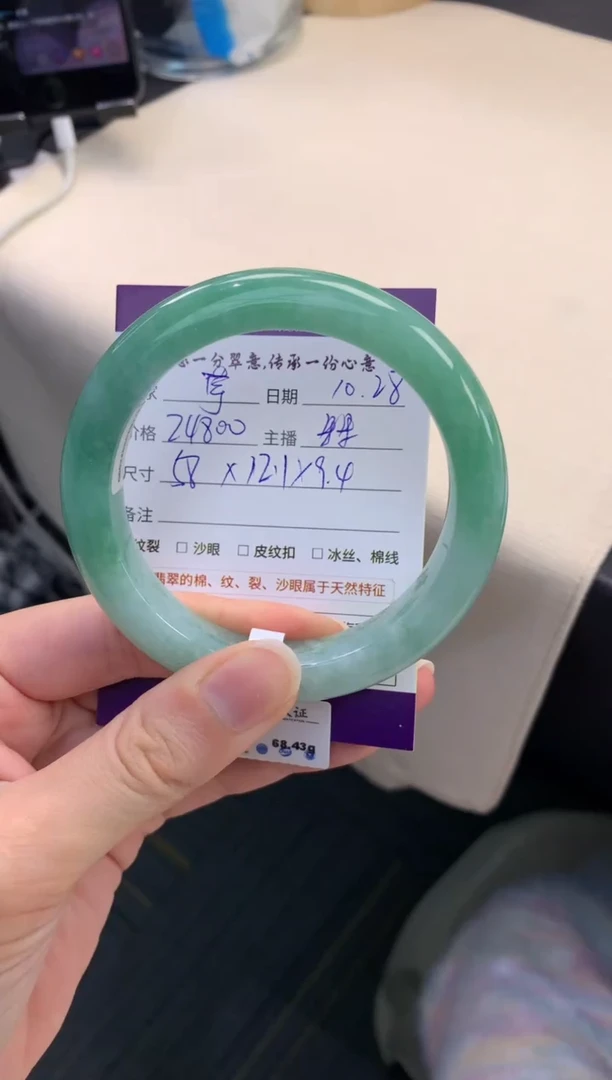 一分翠意,传承一份心意
家 日期 10.28
价格 24800 主播
尺寸 58 x 12.1 x 9.4
备注
纹裂 □ 沙眼 □ 皮纹扣 □ 冰丝、棉线
翡翠的棉、纹、裂、沙眼属于天然特征
证
68.43g